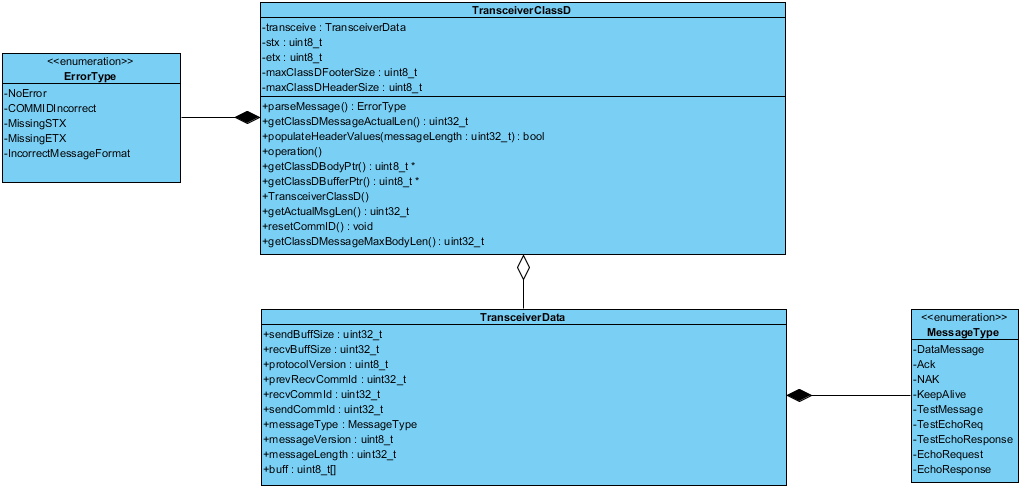 TransceiverClassD
-transceive : TransceiverData
-stx : uint8_t
-etx : uint8_t
-maxClassDFooterSize : uint8_t
-maxClassDHeaderSize : uint8_t
+parseMessage() : ErrorType
+getClassDMessageActualLen() : uint32_t
+populateHeaderValues(messageLength : uint32_t) : bool
+operation()
+getClassDBodyPtr() : uint8_t *
+getClassDBufferPtr() : uint8_t *
+TransceiverClassD()
+getActualMsgLen() : uint32_t
+resetCommID() : void
+getClassDMessageMaxBodyLen() : uint32_t
<<enumeration>>
ErrorType
-NoError
-COMMIDIncorrect
-MissingSTX
-MissingETX
-IncorrectMessageFormat
TransceiverData
+sendBuffSize : uint32_t
+recvBuffSize : uint32_t
+protocolVersion : uint8_t
+prevRecvCommId : uint32_t
+recvCommId : uint32_t
+sendCommId : uint32_t
+messageType : MessageType
+messageVersion : uint8_t
+messageLength : uint32_t
+buff : uint8_t[]
<<enumeration>>
MessageType
-DataMessage
-Ack
-NAK
-KeepAlive
-TestMessage
-TestEchoReq
-TestEchoResponse
-EchoRequest
-EchoResponse